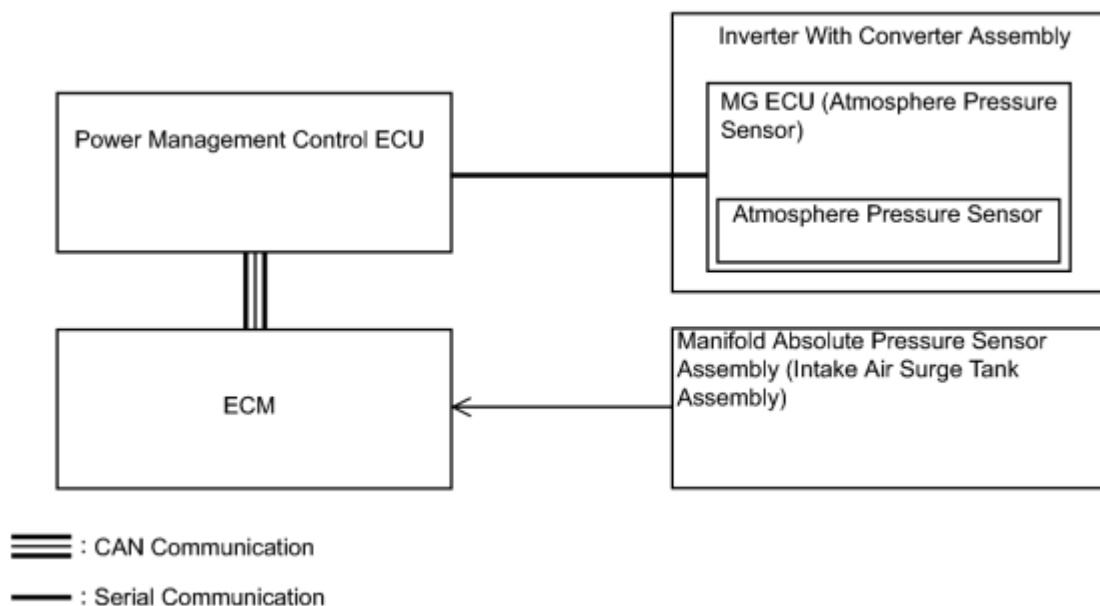 Inverter With Converter Assembly
Power Management Control ECU
MG ECU (Atmosphere Pressure
Sensor)
Atmosphere Pressure Sensor
ECM
Manifold Absolute Pressure Sensor
Assembly (Intake Air Surge Tank
Assembly)
: CAN Communication
: Serial Communication